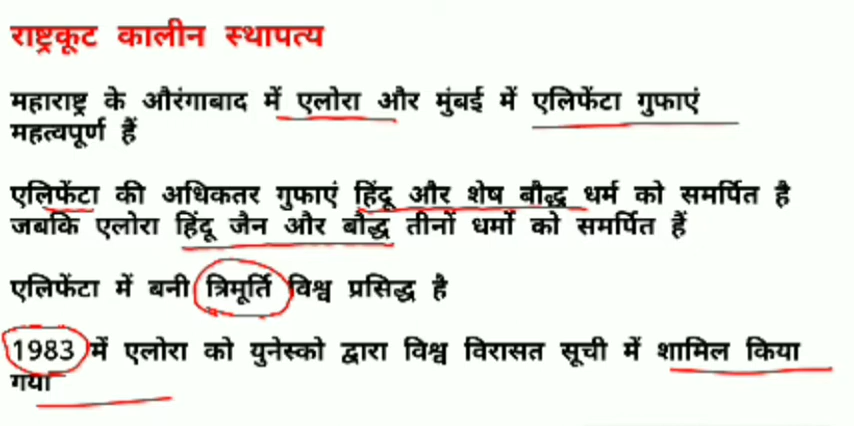 राष्ट्रकूट कालीन स्थापत्य
महाराष्ट्र के औरंगाबाद में एलोरा और मुंबई में एलिफेंटा गुफाएं
महत्वपूर्ण हैं
एलिफेंटा की अधिकतर गुफाएं हिंदू और शेष बौद्ध धर्म को समर्पित है
जबकि एलोरा हिंदू जैन और बौद्ध तीनों धर्मों को समर्पित हैं
एलिफेंटा में बनी त्रिमूर्ति विश्व प्रसिद्ध है
1983 में एलोरा को युनेस्को द्वारा विश्व विरासत सूची में शामिल किया
गया